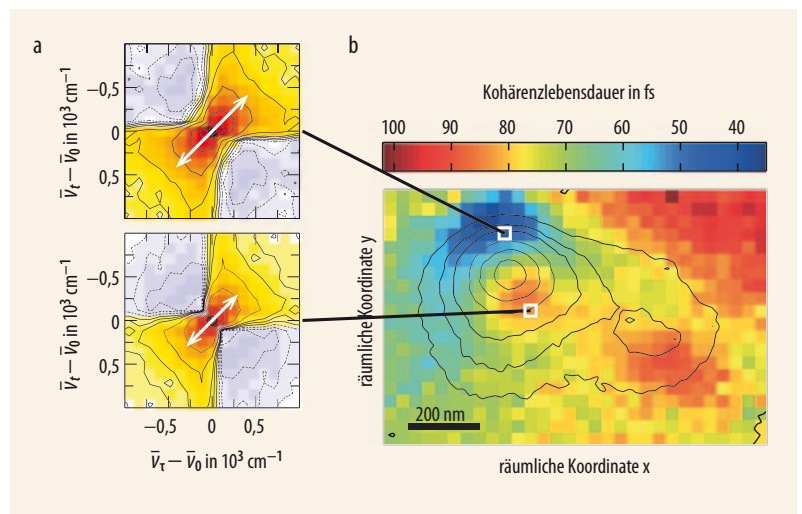 a
−0,5
0
0,5
ν̅t − ν̅0 in 10³ cm−1
−0,5
0
0,5
ν̅t − ν̅0 in 10³ cm−1
−0,5 0 0,5
ν̅τ − ν̅0 in 10³ cm−1
b
Kohärenzlebensdauer in fs
100 90 80 70 60 50 40
räumliche Koordinate y
200 nm
räumliche Koordinate x